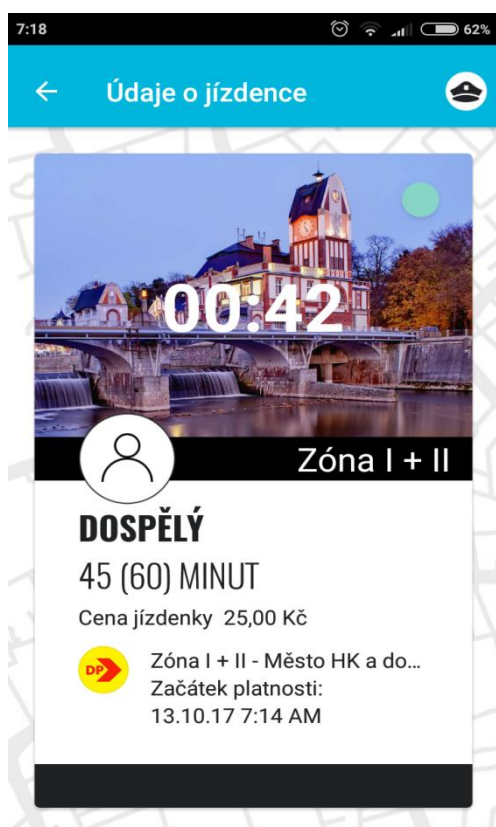 7:18 62%
Údaje o jízdence
00:42
Zóna I + II
DOSPĚLÝ
45 (60) MINUT
Cena jízdenky 25,00 Kč
DP
Zóna I + II - Město HK a do...
Začátek platnosti:
13.10.17 7:14 AM